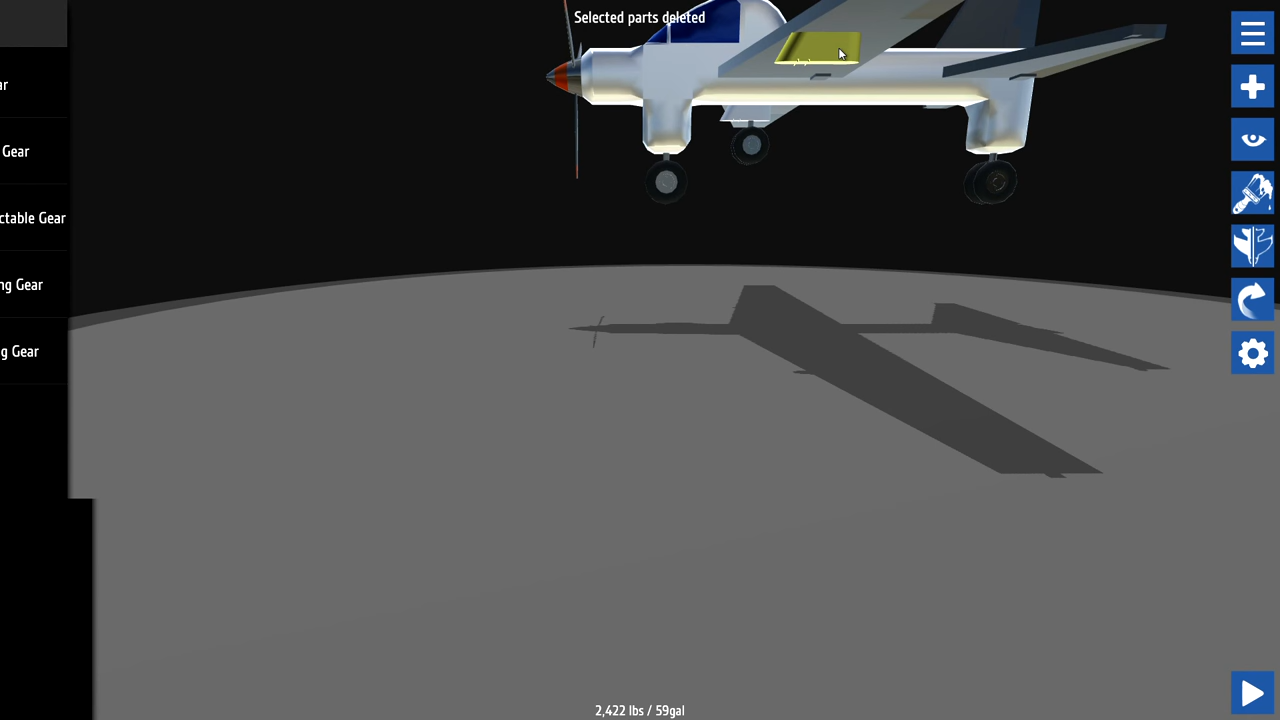 Selected parts deleted
ar
Gear
ctable Gear
ng Gear
g Gear
2,422 lbs / 59gal